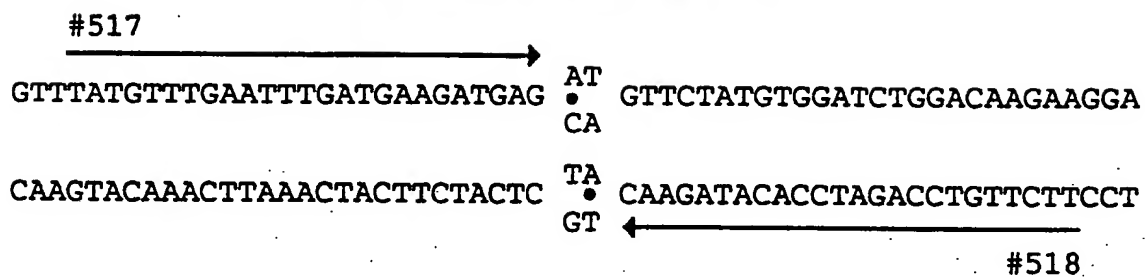 #517
AT
GTTTATGTTTGAATTTGATGAAGATGAG • GTTCTATGTGGATCTGGACAAGAAGGA
CA
TA
CAAGTACAAACTTAAACTACTTCTACTC • CAAGATACACCTAGACCTGTTCTTCCT
GT
#518